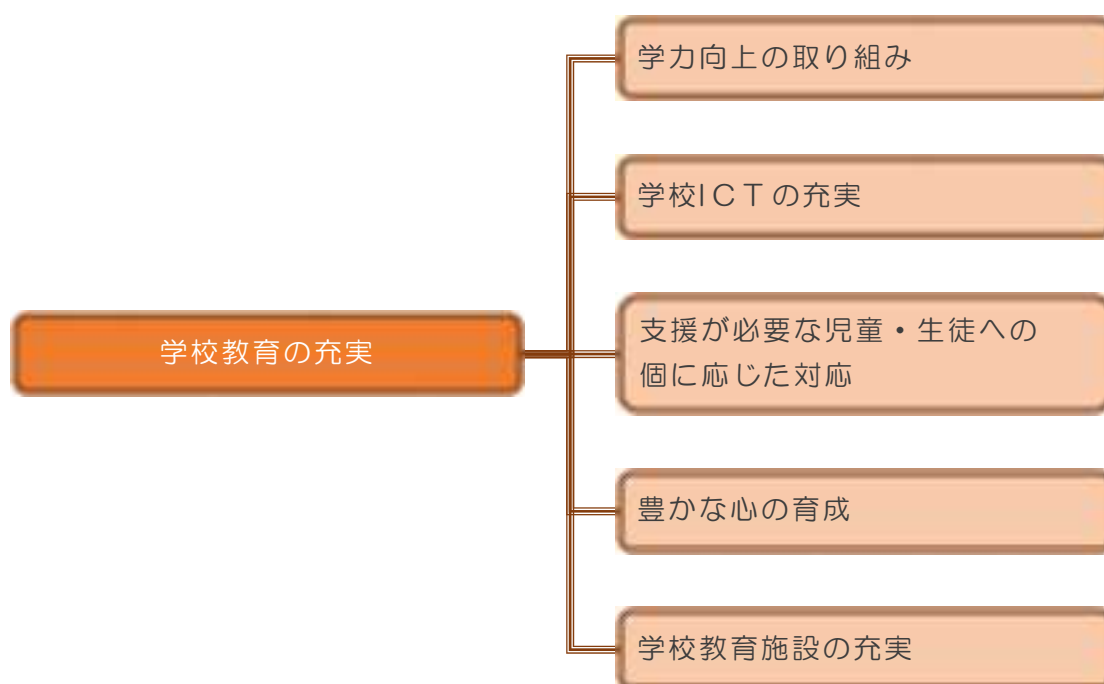 学力向上の取り組み
学校ICTの充実
学校教育の充実
支援が必要な児童・生徒への
個に応じた対応
豊かな心の育成
学校教育施設の充実